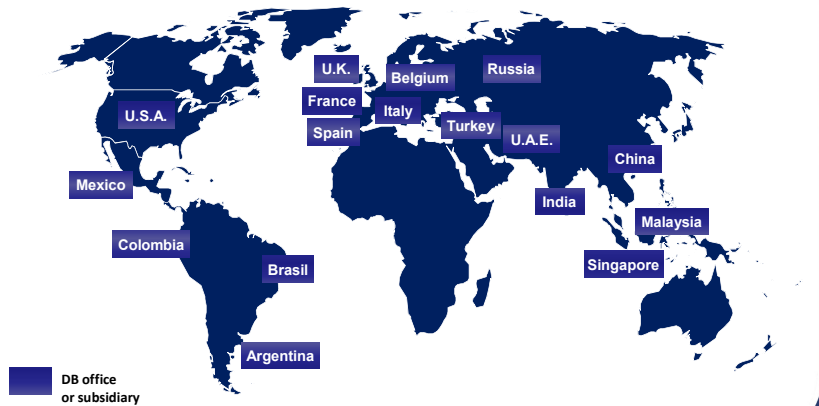 U.K.
Belgium
Russia
France
Italy
U.S.A.
Spain
Turkey
U.A.E.
China
Mexico
India
Malaysia
Colombia
Singapore
Brasil
Argentina
DB office
or subsidiary